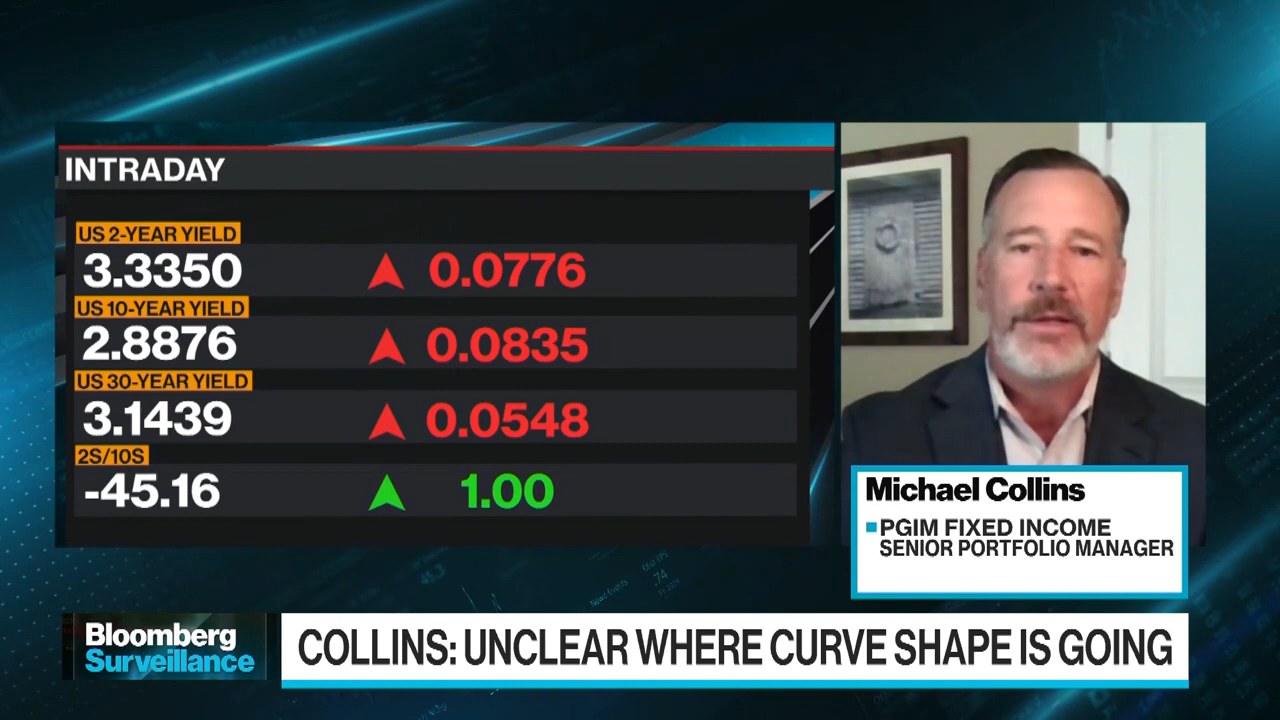 INTRADAY
US 2-YEAR YIELD
3.3350 0.0776
US 10-YEAR YIELD
2.8876 0.0835
US 30-YEAR YIELD
3.1439 0.0548
2S/10S
-45.16 1.00
Michael Collins
PGIM FIXED INCOME
SENIOR PORTFOLIO MANAGER
News Events
Bloomberg
Surveillance
COLLINS: UNCLEAR WHERE CURVE SHAPE IS GOING